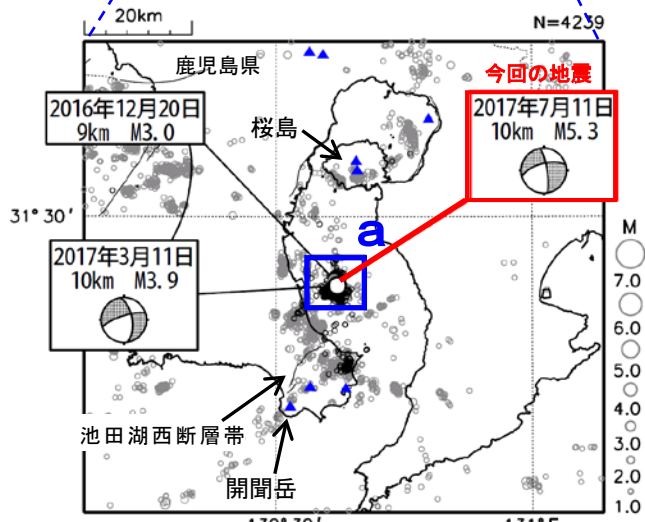 20km
N=4239
鹿児島県
今回の地震
2016年12月20日
9km M3.0
2017年7月11日
10km M5.3
桜島
31°30′
a
2017年3月11日
10km M3.9
M
7.0
6.0
5.0
4.0
3.0
2.0
1.0
池田湖西断層帯
開聞岳